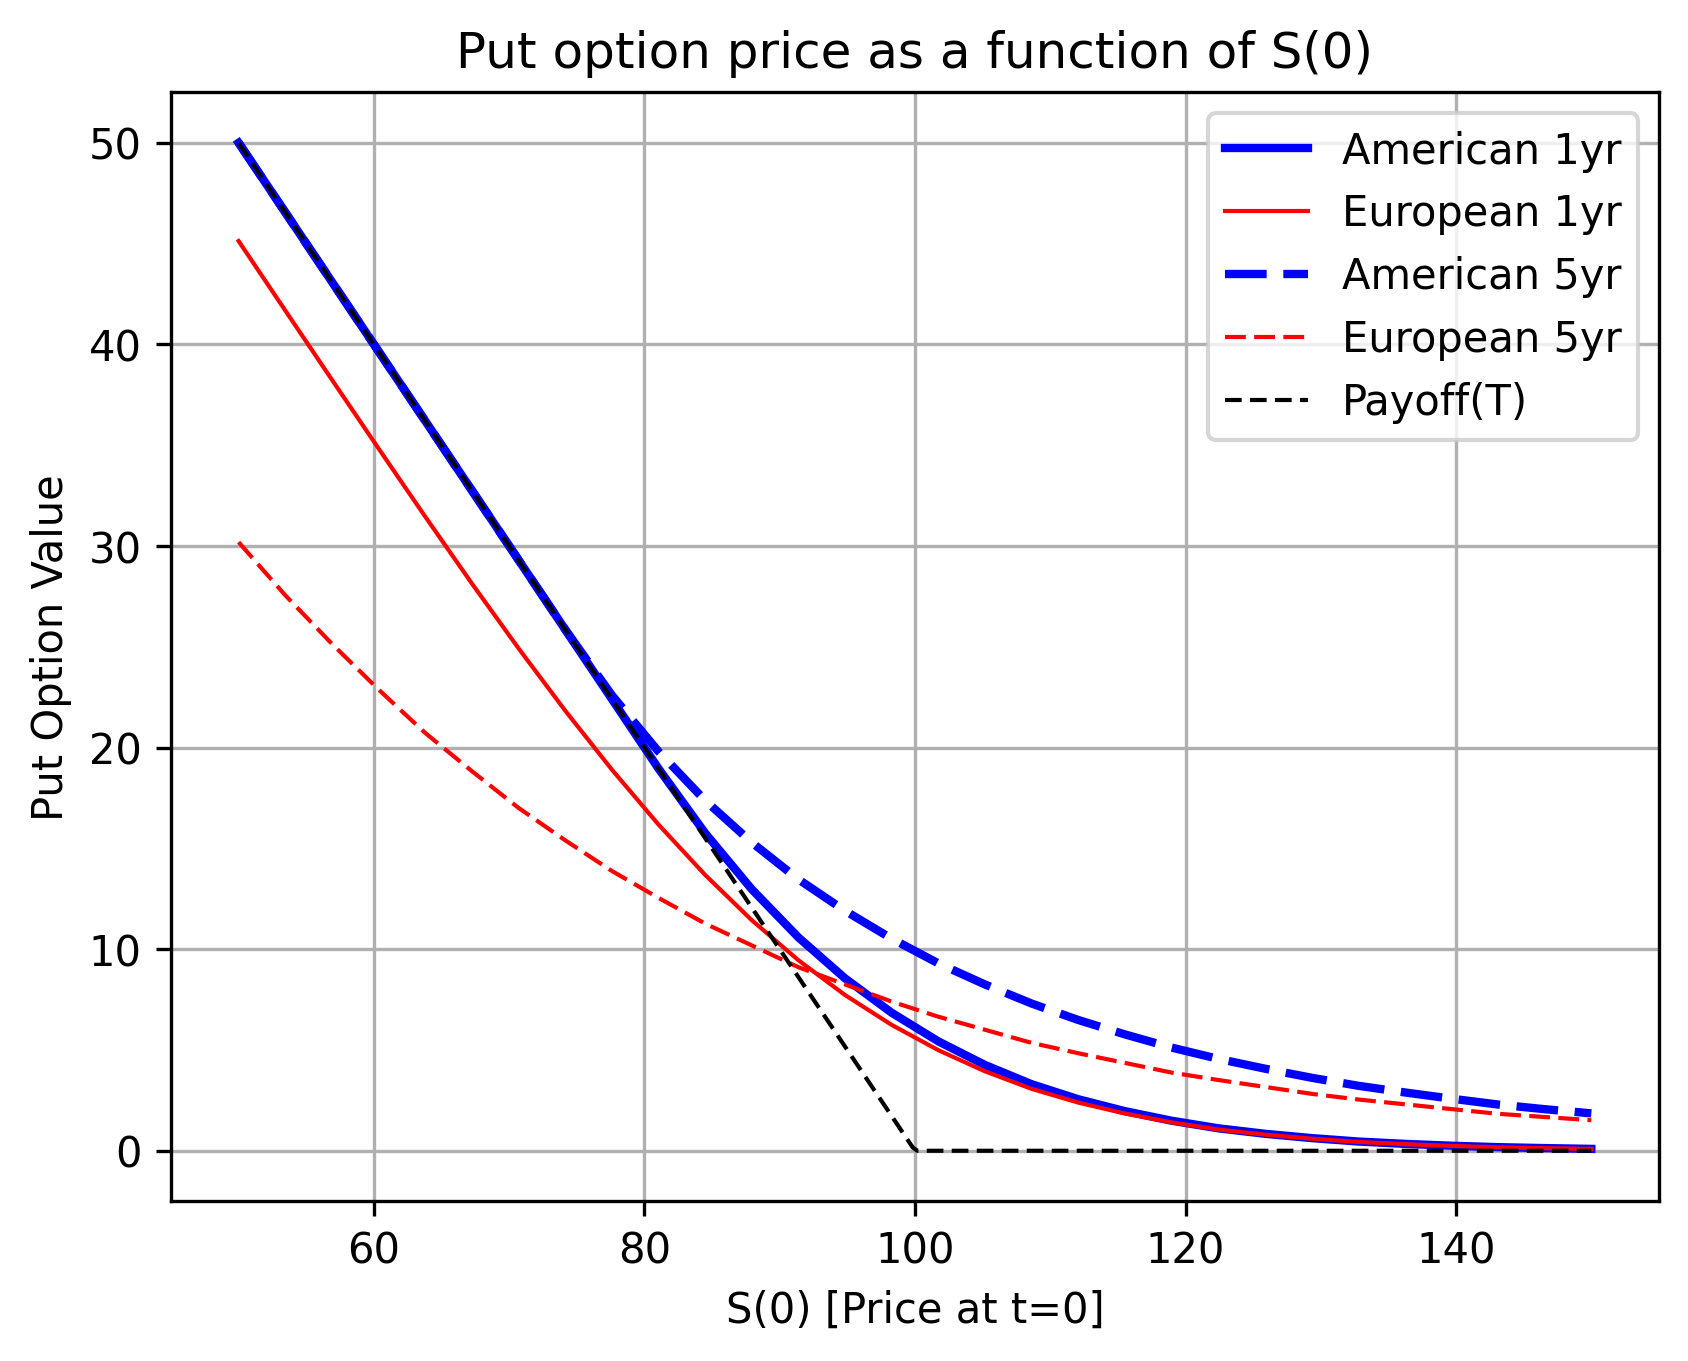 Put option price as a function of S(0)
50
40
30
20
10
0
Put Option Value
American 1yr
European 1yr
American 5yr
European 5yr
Payoff(T)
60 80 100 120 140
S(0) [Price at t=0]